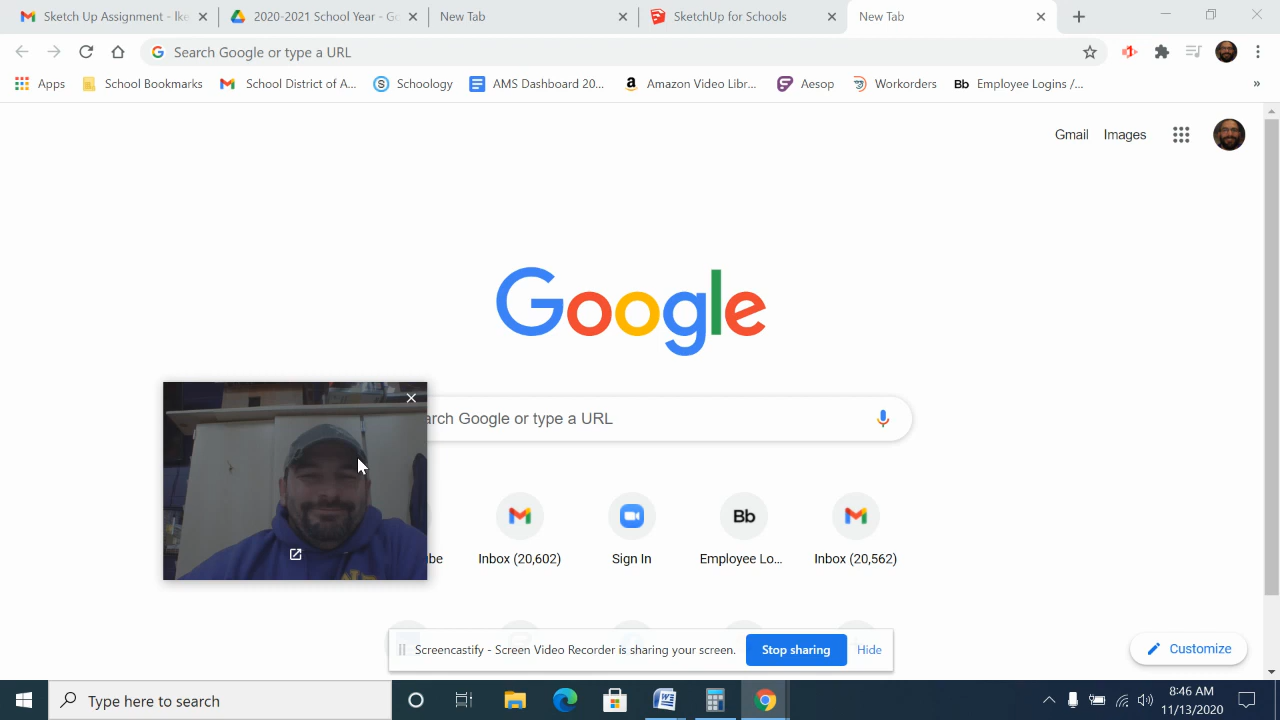 Sketch Up Assignment - Ike
2020-2021 School Year - Go
New Tab
SketchUp for Schools
New Tab
Search Google or type a URL
Apps
School Bookmarks
School District of A...
Schoology
AMS Dashboard 20...
Amazon Video Libr...
Aesop
Workorders
Bb Employee Logins /...
»
Gmail Images
Google
arch Google or type a URL
Bb
be
Inbox (20,602)
Sign In
Employee Lo...
Inbox (20,562)
Screencastify - Screen Video Recorder is sharing your screen.
Stop sharing
Hide
Customize
Type here to search
8:46 AM
11/13/2020